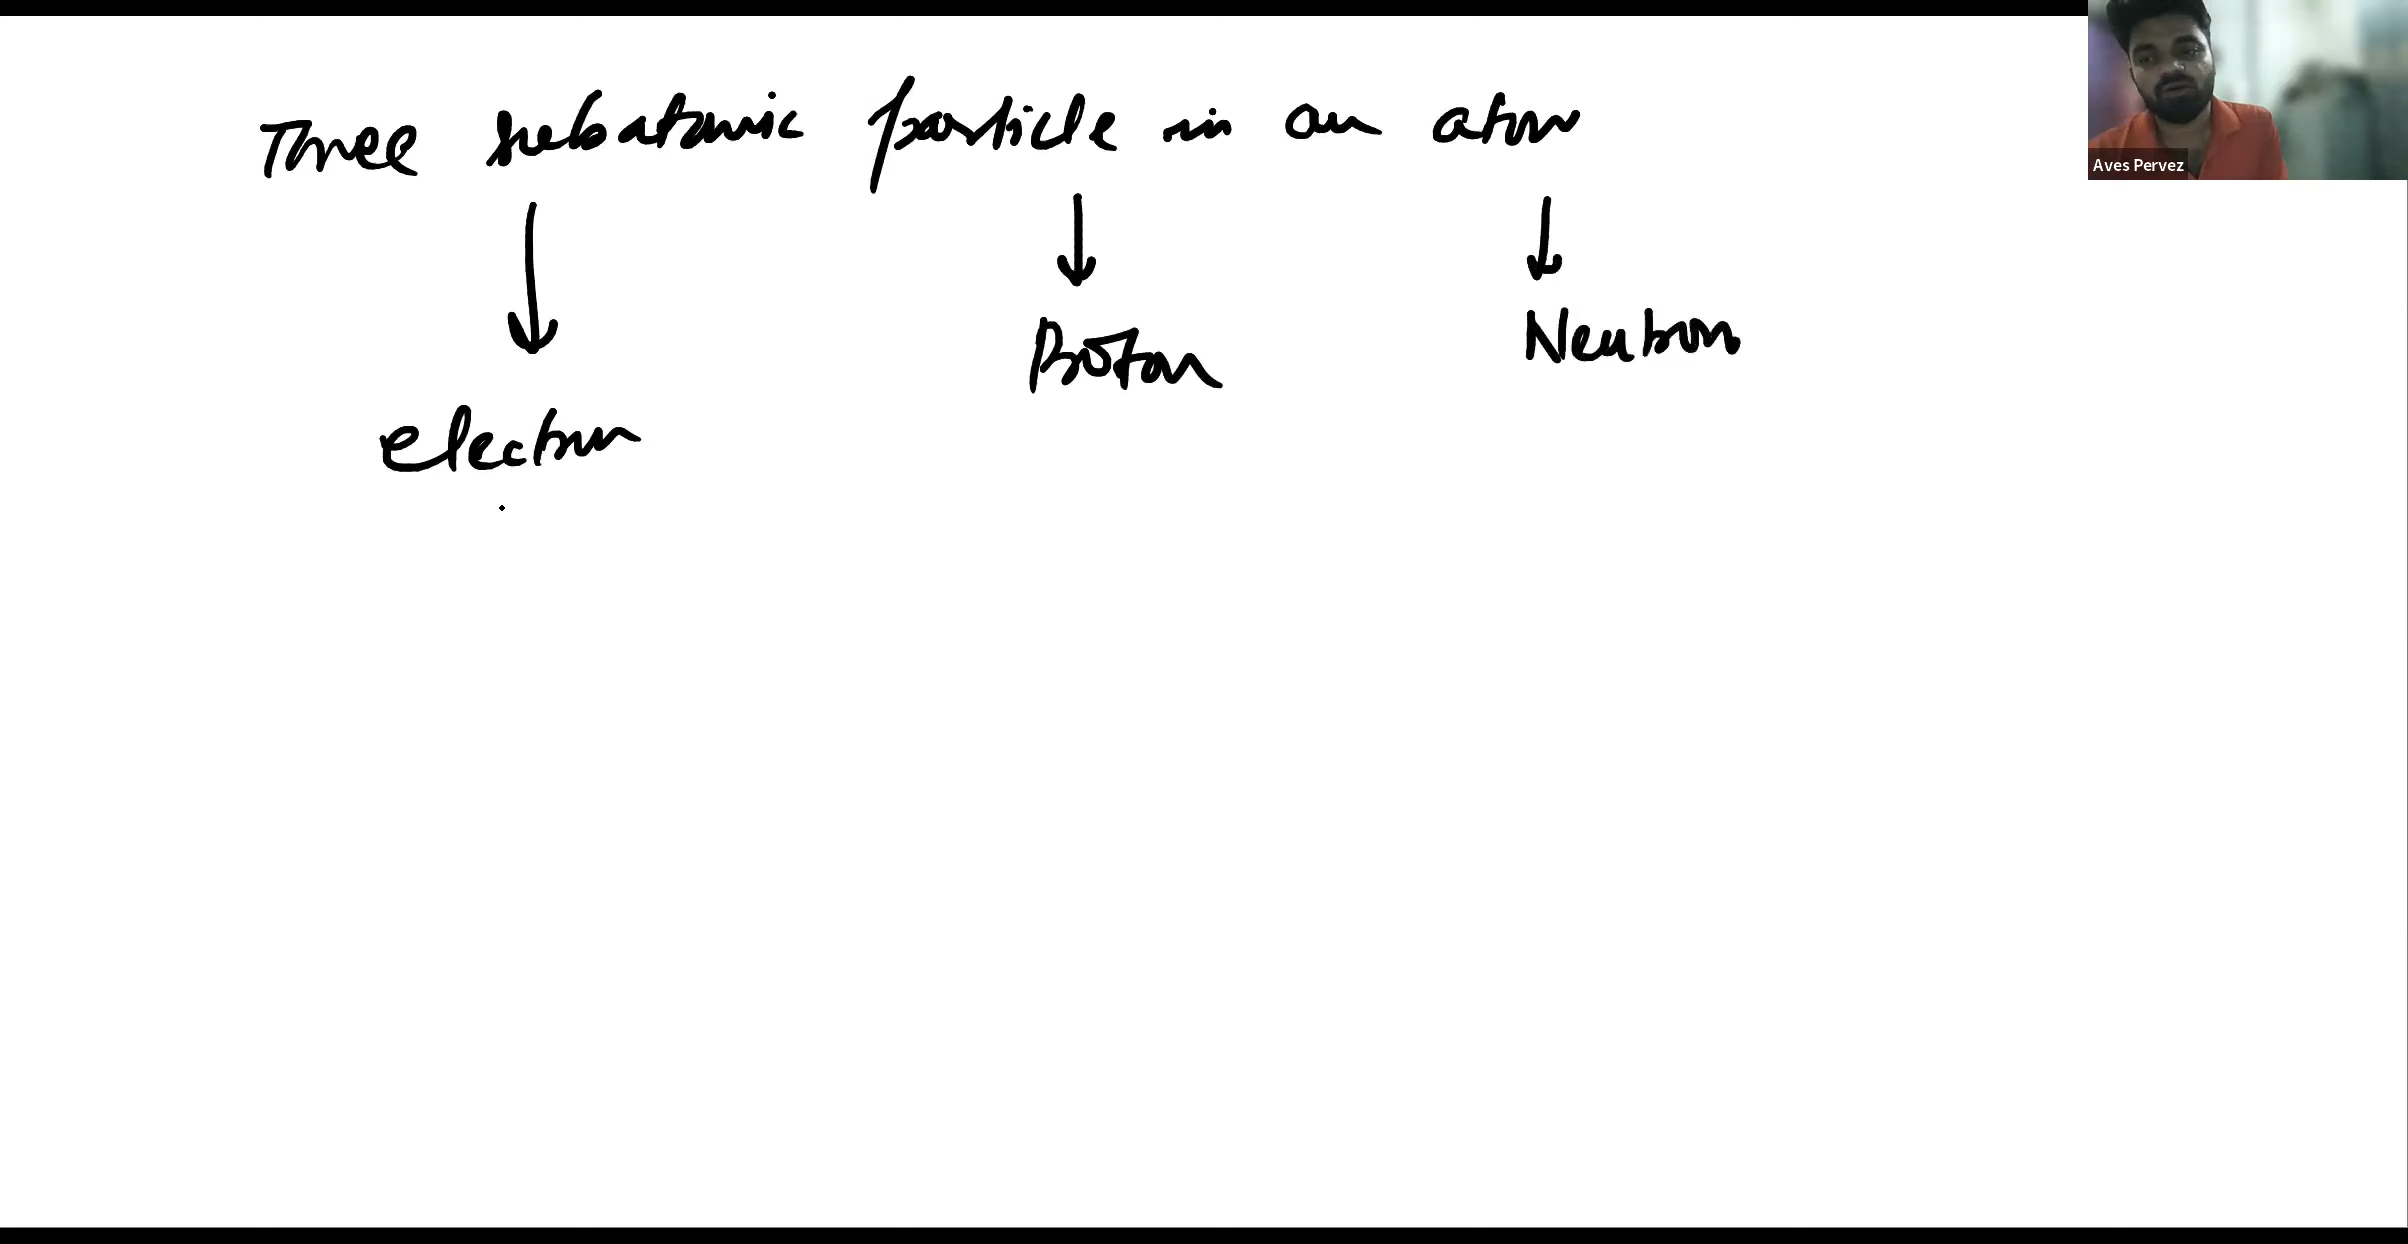 Three subatomic particle in an atom
Aves Pervez
Proton
Neutron
electron